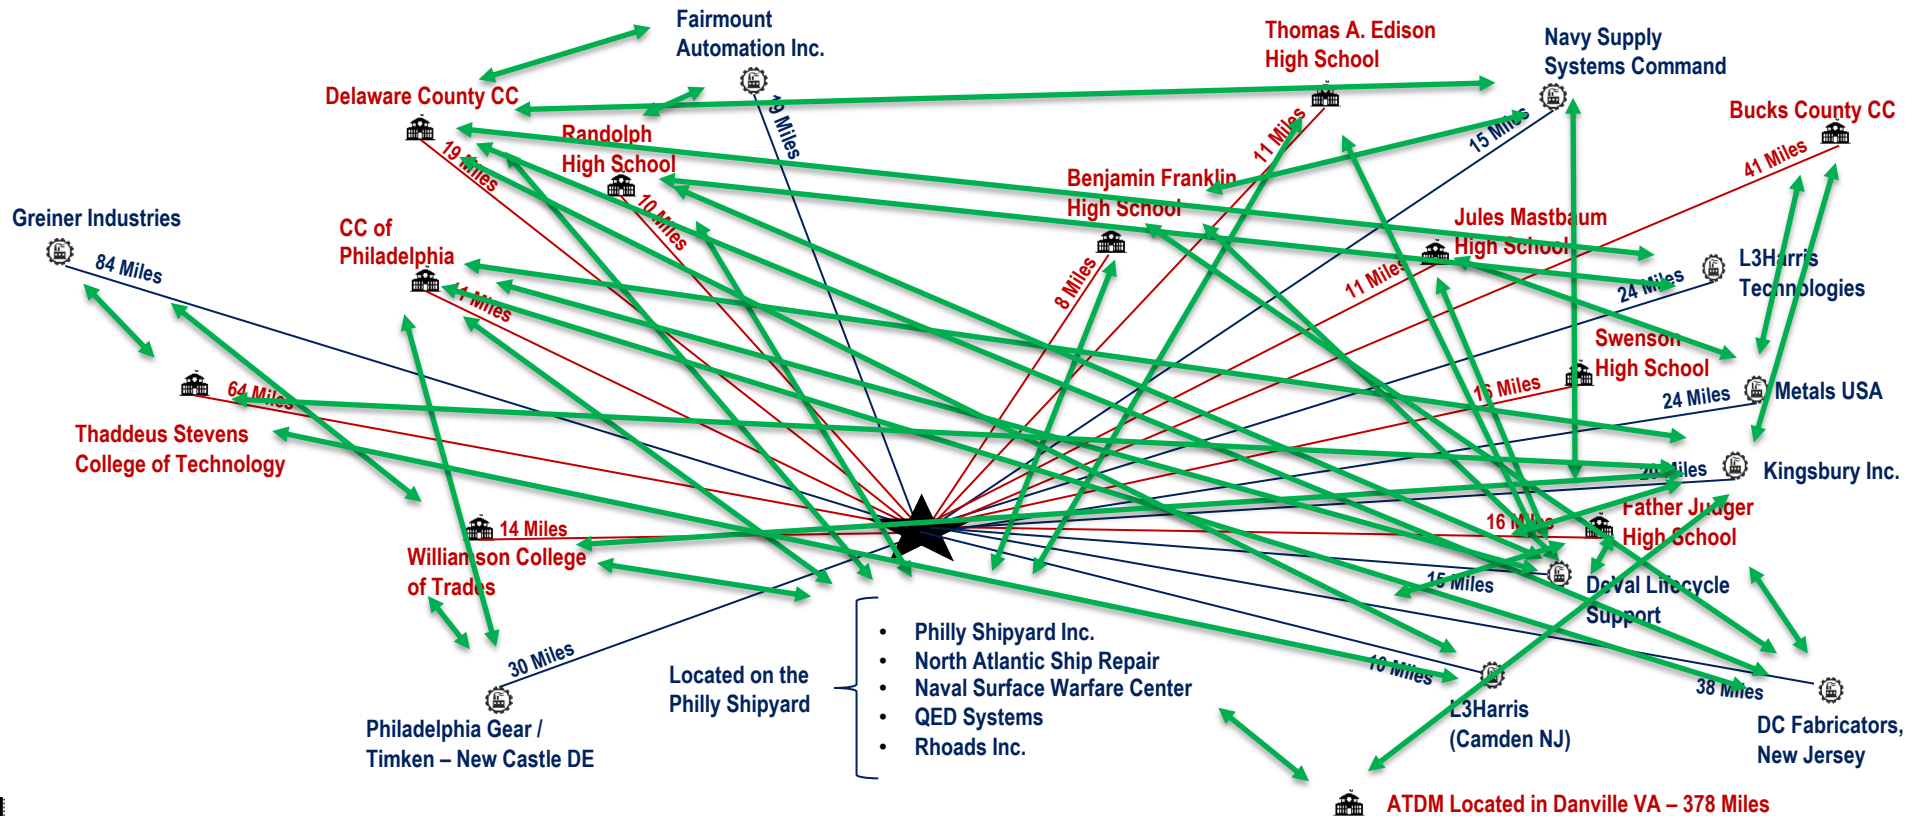 Fairmount
Automation Inc.
Thomas A. Edison
High School
Navy Supply
Systems Command
Delaware County CC
Bucks County CC
19 Miles
Randolph
High School
11 Miles
15 Miles
41 Miles
19 Miles
Benjamin Franklin
High School
Greiner Industries
CC of
Philadelphia
10 Miles
Jules Mastbaum
High School
84 Miles
8 Miles
11 Miles
24 Miles
L3Harris
Technologies
Miles
Swenson
High School
64 Miles
16 Miles
24 Miles
Metals USA
Thaddeus Stevens
College of Technology
Miles
Kingsbury Inc.
14 Miles
16 Miles
Father Judger
High School
Williamson College
of Trades
15 Miles
DeVal Lifecycle
Support
30 Miles
Located on the
Philly Shipyard
• Philly Shipyard Inc.
• North Atlantic Ship Repair
• Naval Surface Warfare Center
• QED Systems
• Rhoads Inc.
10 Miles
38 Miles
Philadelphia Gear /
Timken – New Castle DE
L3Harris
(Camden NJ)
DC Fabricators,
New Jersey
ATDM Located in Danville VA – 378 Miles